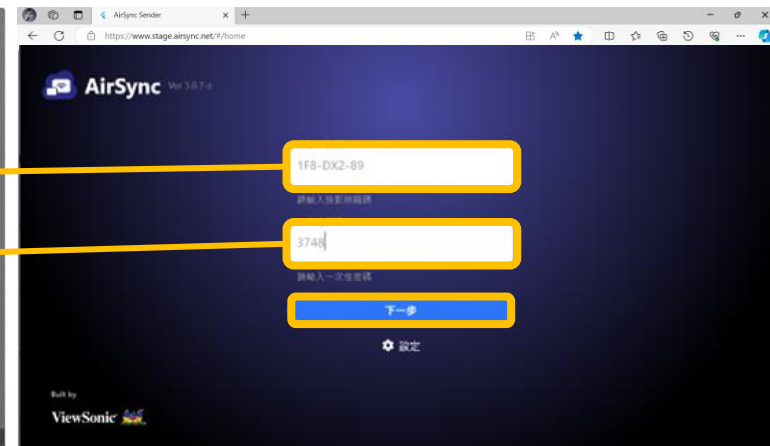 AirSync Sender
https://www.stage.airsync.net/#/home
AirSync Ver 3.0.7-s
1F8-DX2-89
請輸入投影辨識碼
3748
請輸入一次性密碼
下一步
設定
Built by
ViewSonic